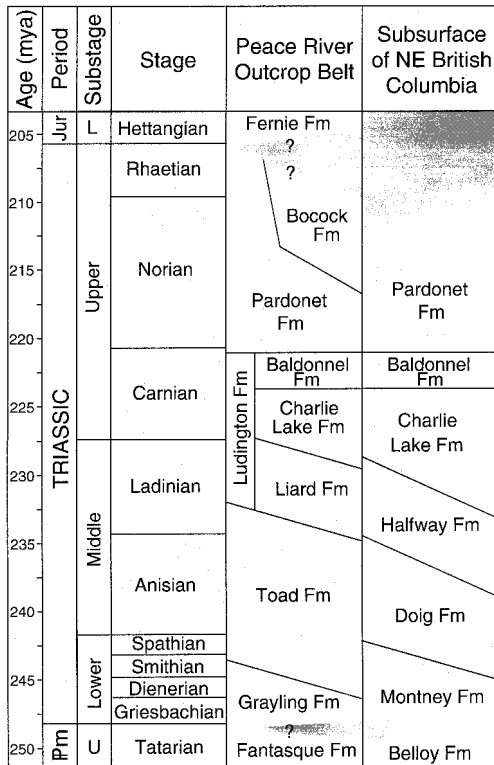 Age (mya)
Period
Substage
Stage
Peace River
Outcrop Belt
Subsurface
of NE British
Columbia
205
210
215
220
225
230
235
240
245
250
Jur
TRIASSIC
Pm
L
Upper
Middle
Lower
U
Hettangian
Rhaetian
Norian
Carnian
Ladinian
Anisian
Spathian
Smithian
Dienerian
Griesbachian
Tatarian
Fernie Fm
?
?
Bocock
Fm
Pardonet
Fm
Ludington Fm
Baldonnel
Fm
Charlie
Lake Fm
Liard Fm
Toad Fm
Grayling Fm
?
Fantasque Fm
Pardonet
Fm
Baldonnel
Fm
Charlie
Lake Fm
Halfway Fm
Doig Fm
Montney Fm
Belloy Fm